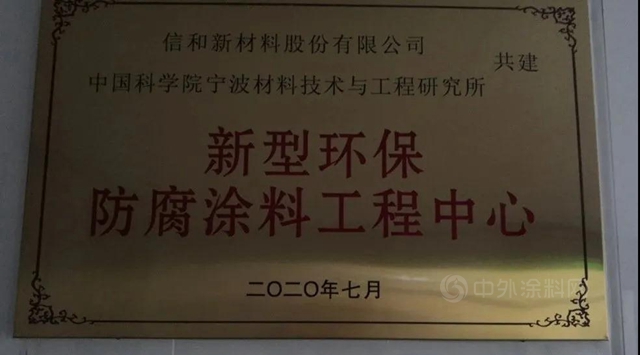 信和新材料股份有限公司
共建
中国科学院宁波材料技术与工程研究所
新型环保
防腐涂料工程中心
二〇二〇年七月
中外涂料网